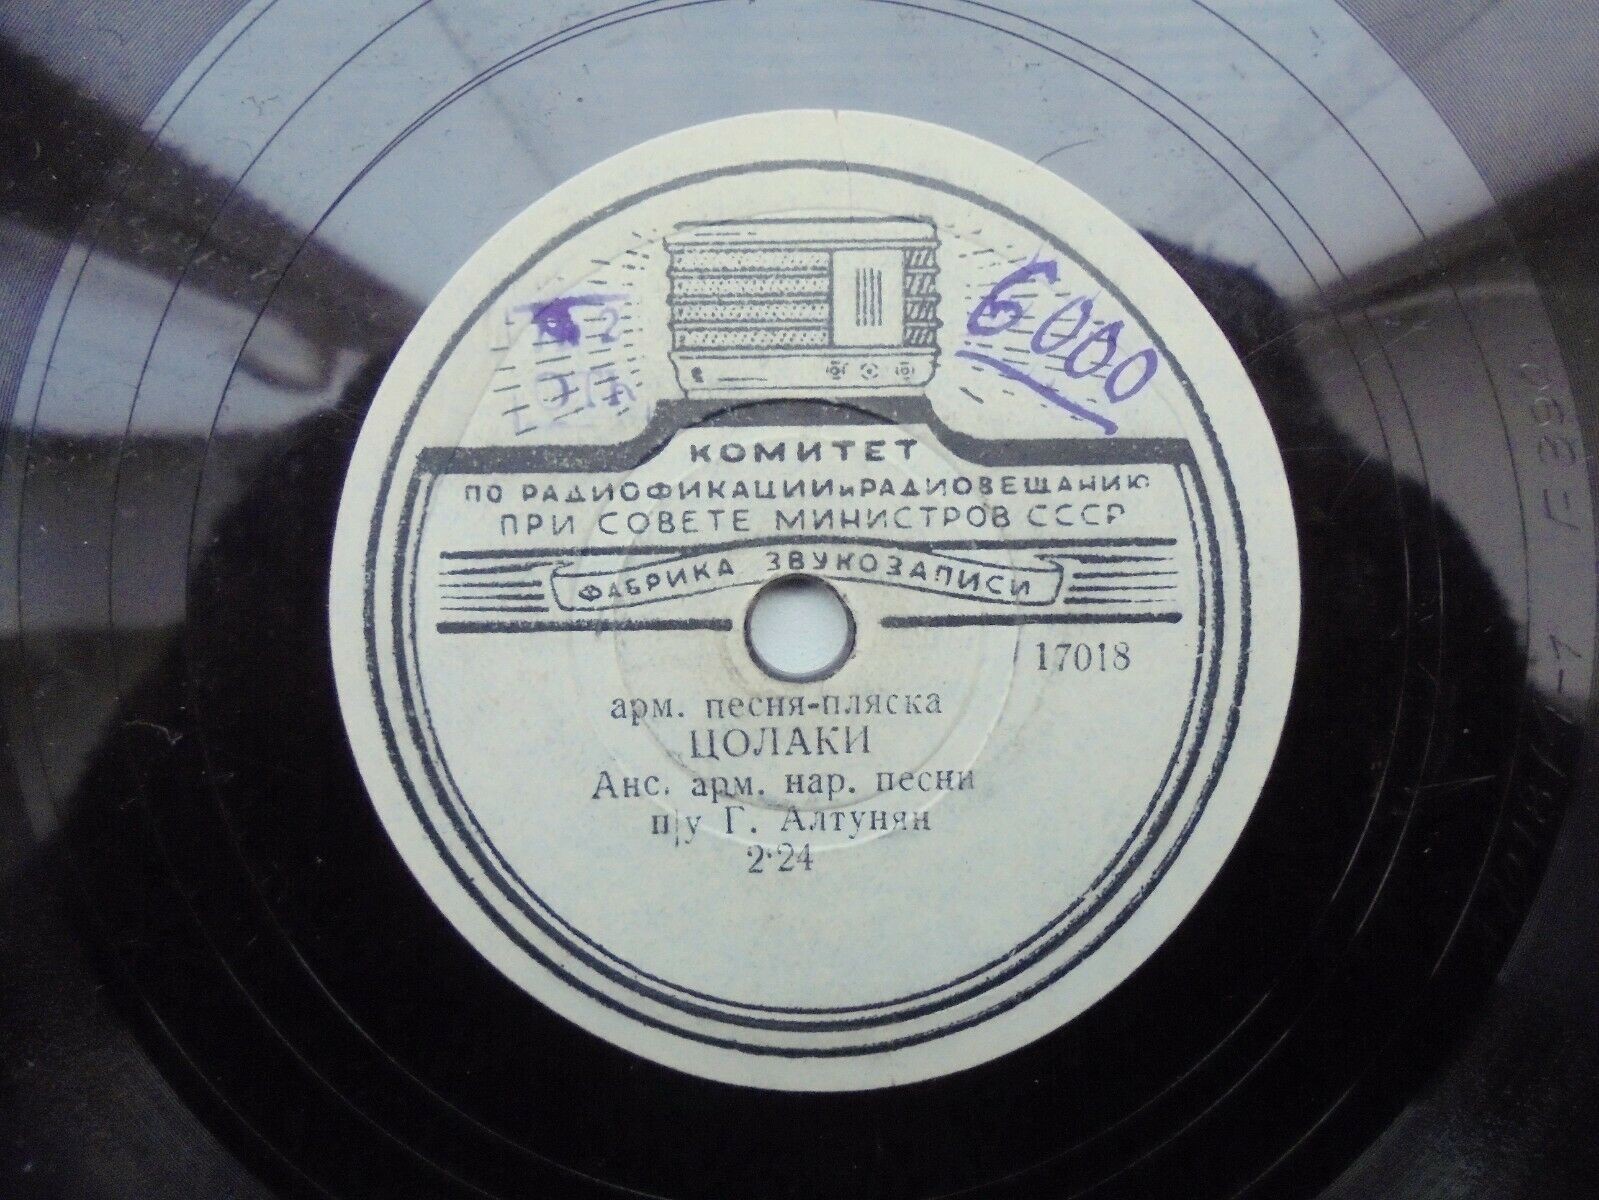 6000
КОМИТЕТ
ПО РАДИОФИКАЦИИ и РАДИОВЕЩАНИЮ
ПРИ СОВЕТЕ МИНИСТРОВ СССР
ФАБРИКА ЗВУКОЗАПИСИ
17018
арм. песня-пляска
ЦОЛАКИ
Анс. арм. нар. песни
п/у Г. Алтунян
2·24